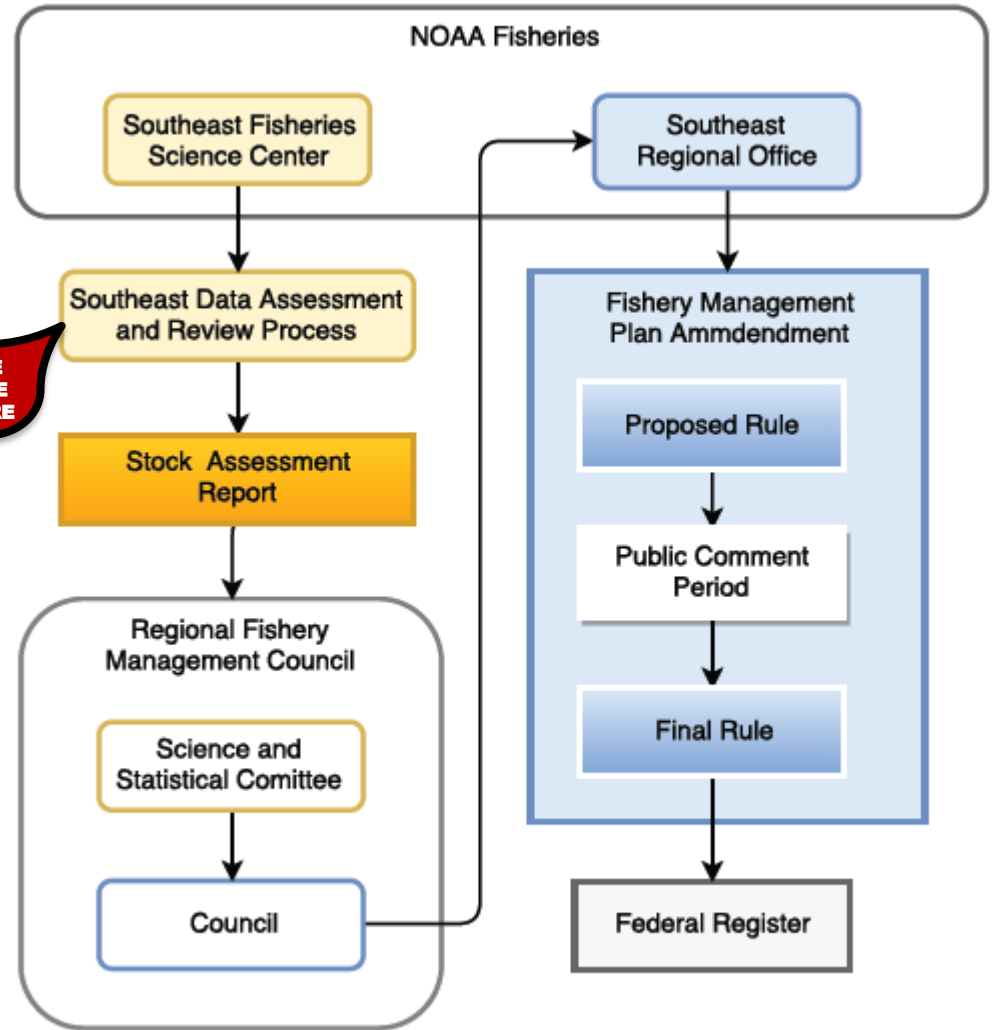 NOAA Fisheries
Southeast Fisheries
Science Center
Southeast
Regional Office
Southeast Data Assessment
and Review Process
Stock Assessment
Report
Regional Fishery
Management Council
Science and
Statistical Comittee
Council
Fishery Management
Plan Ammdendment
Proposed Rule
Public Comment
Period
Final Rule
Federal Register